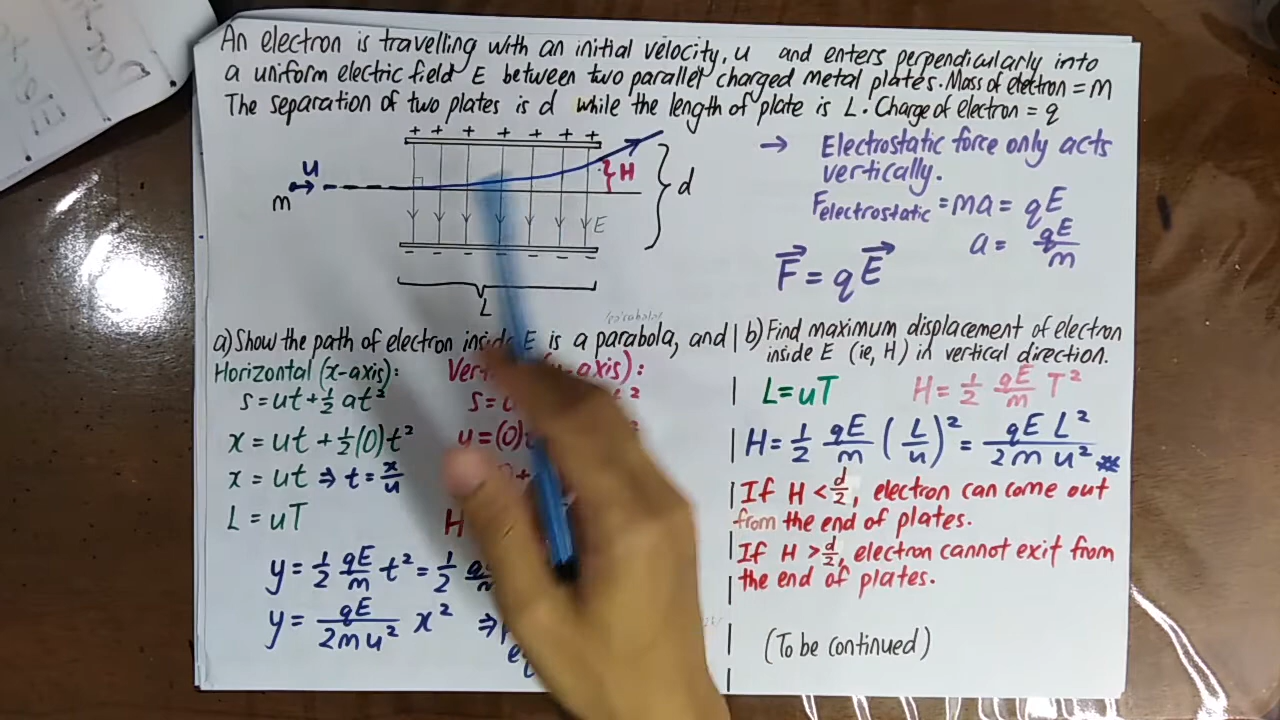 An electron is travelling with an initial velocity, u and enters perpendicularly into
a uniform electric field E between two parallel charged metal plates. Mass of electron = m
The separation of two plates is d while the length of plate is L. Charge of electron = q
+ + + + + + +
u
m
H
d
E
- - - - - - -
L
→ Electrostatic force only acts
vertically.
Felectrostatic = ma = qE
a = qE/m
F⃗ = qE⃗
a) Show the path of electron inside E is a parabola, and
Horizontal (x-axis):
s = ut + ½ at²
x = ut + ½(0)t²
x = ut ⇒ t = x/u
L = uT
(y-axis):
s =
y = (0)
H
y = ½ qE/m t² = ½
y = qE/2mu² x² ⇒
b) Find maximum displacement of electron
inside E (ie, H) in vertical direction.
L = uT H = ½ qE/m T²
H = ½ qE/m (L/u)² = qEL²/2mu²
If H < d/2, electron can come out
from the end of plates.
If H > d/2, electron cannot exit from
the end of plates.
(To be continued)